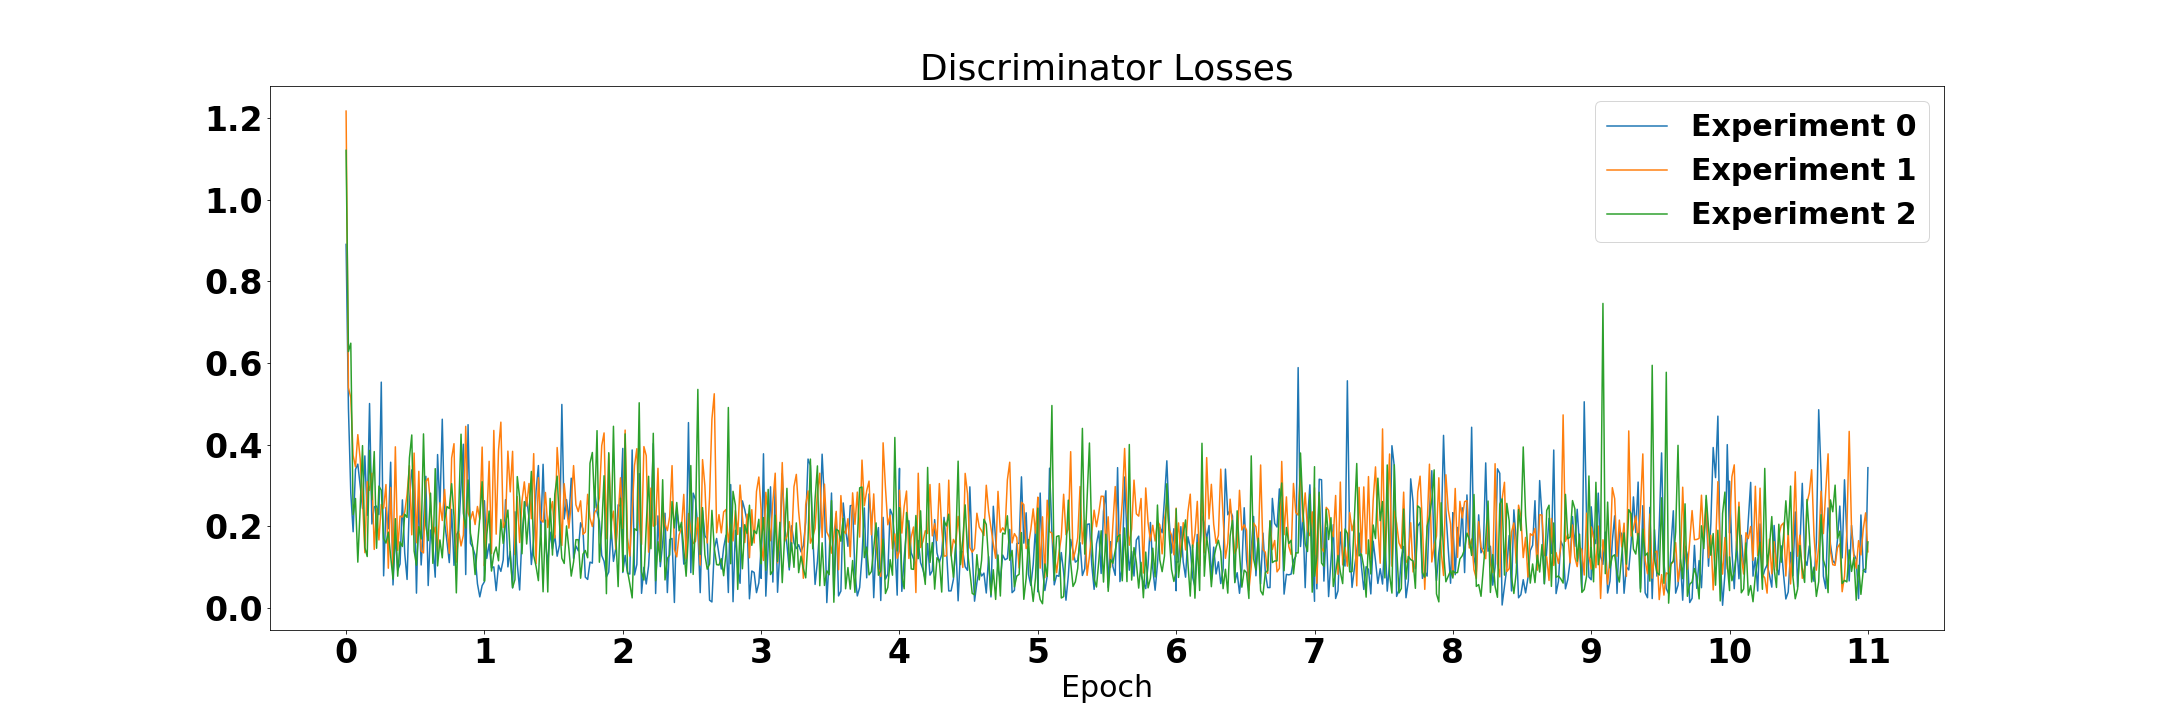 Discriminator Losses
1.2
1.0
0.8
0.6
0.4
0.2
0.0
Experiment 0
Experiment 1
Experiment 2
0 1 2 3 4 5 6 7 8 9 10 11
Epoch